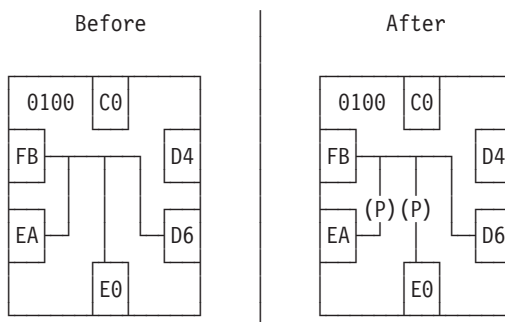 Before After
0100 C0 0100 C0
FB D4 FB D4
(P) (P)
EA D6 EA D6
E0 E0